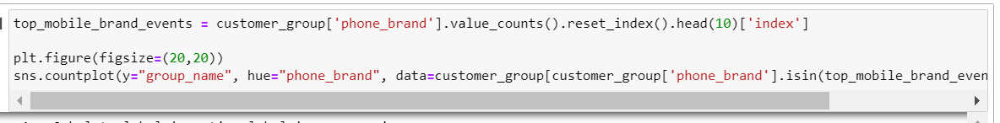 top_mobile_brand_events = customer_group['phone_brand'].value_counts().reset_index().head(10)['index']
plt.figure(figsize=(20,20))
sns.countplot(y="group_name", hue="phone_brand", data=customer_group[customer_group['phone_brand'].isin(top_mobile_brand_even